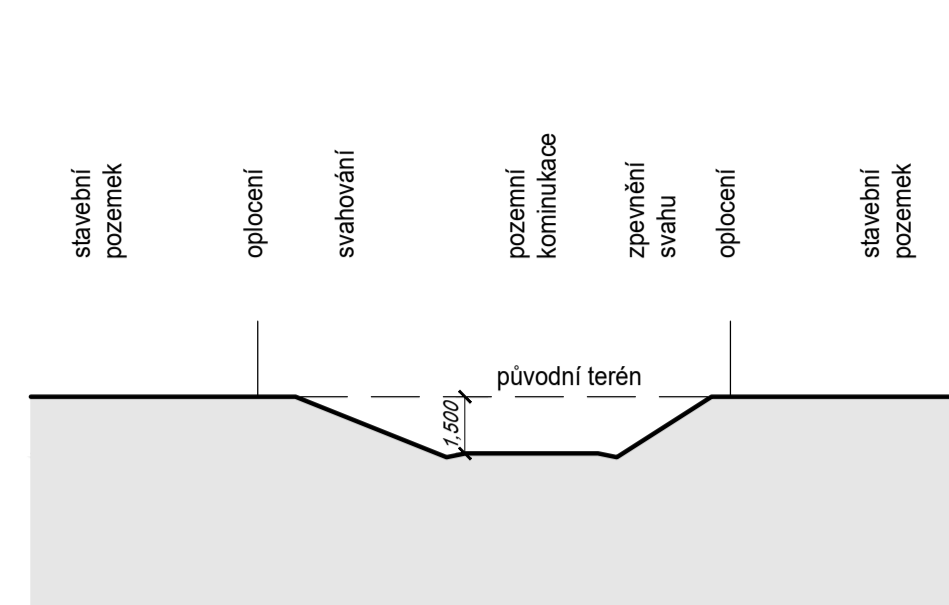 stavební
pozemek
oplocení
svahování
pozemní
kominukace
zpevnění
svahu
oplocení
stavební
pozemek
původní terén
1,500